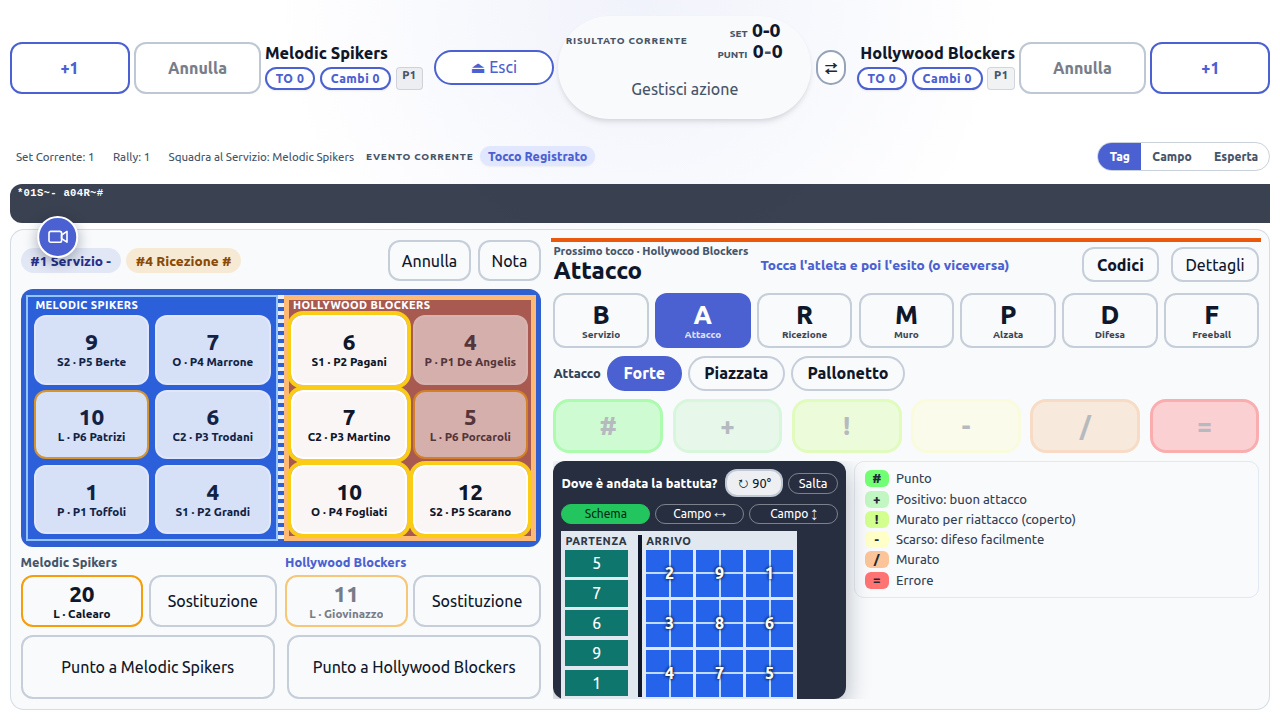 +1
Annulla
Melodic Spikers
TO 0
Cambi 0
P1
⏏ Esci
RISULTATO CORRENTE
SET 0-0
PUNTI 0-0
Gestisci azione
⇄
Hollywood Blockers
TO 0
Cambi 0
P1
Annulla
+1
Set Corrente: 1
Rally: 1
Squadra al Servizio: Melodic Spikers
EVENTO CORRENTE
Tocco Registrato
Tag
Campo
Esperta
*01S~- a04R~#
#1 Servizio -
#4 Ricezione #
Annulla
Nota
MELODIC SPIKERS
9
S2 · P5 Berte
7
O · P4 Marrone
10
L · P6 Patrizi
6
C2 · P3 Trodani
1
P · P1 Toffoli
4
S1 · P2 Grandi
HOLLYWOOD BLOCKERS
6
S1 · P2 Pagani
4
P · P1 De Angelis
7
C2 · P3 Martino
5
L · P6 Porcaroli
10
O · P4 Fogliati
12
S2 · P5 Scarano
Melodic Spikers
20
L · Calearo
Sostituzione
Hollywood Blockers
11
L · Giovinazzo
Sostituzione
Punto a Melodic Spikers
Punto a Hollywood Blockers
Prossimo tocco · Hollywood Blockers
Attacco
Tocca l'atleta e poi l'esito (o viceversa)
Codici
Dettagli
B
Servizio
A
Attacco
R
Ricezione
M
Muro
P
Alzata
D
Difesa
F
Freeball
Attacco
Forte
Piazzata
Pallonetto
#
+
!
-
/
=
Dove è andata la battuta?
↻ 90°
Salta
Schema
Campo ↔
Campo ↕
PARTENZA
5
7
6
9
1
ARRIVO
2 9 1
3 8 6
4 7 5
# Punto
+ Positivo: buon attacco
! Murato per riattacco (coperto)
- Scarso: difeso facilmente
/ Murato
= Errore